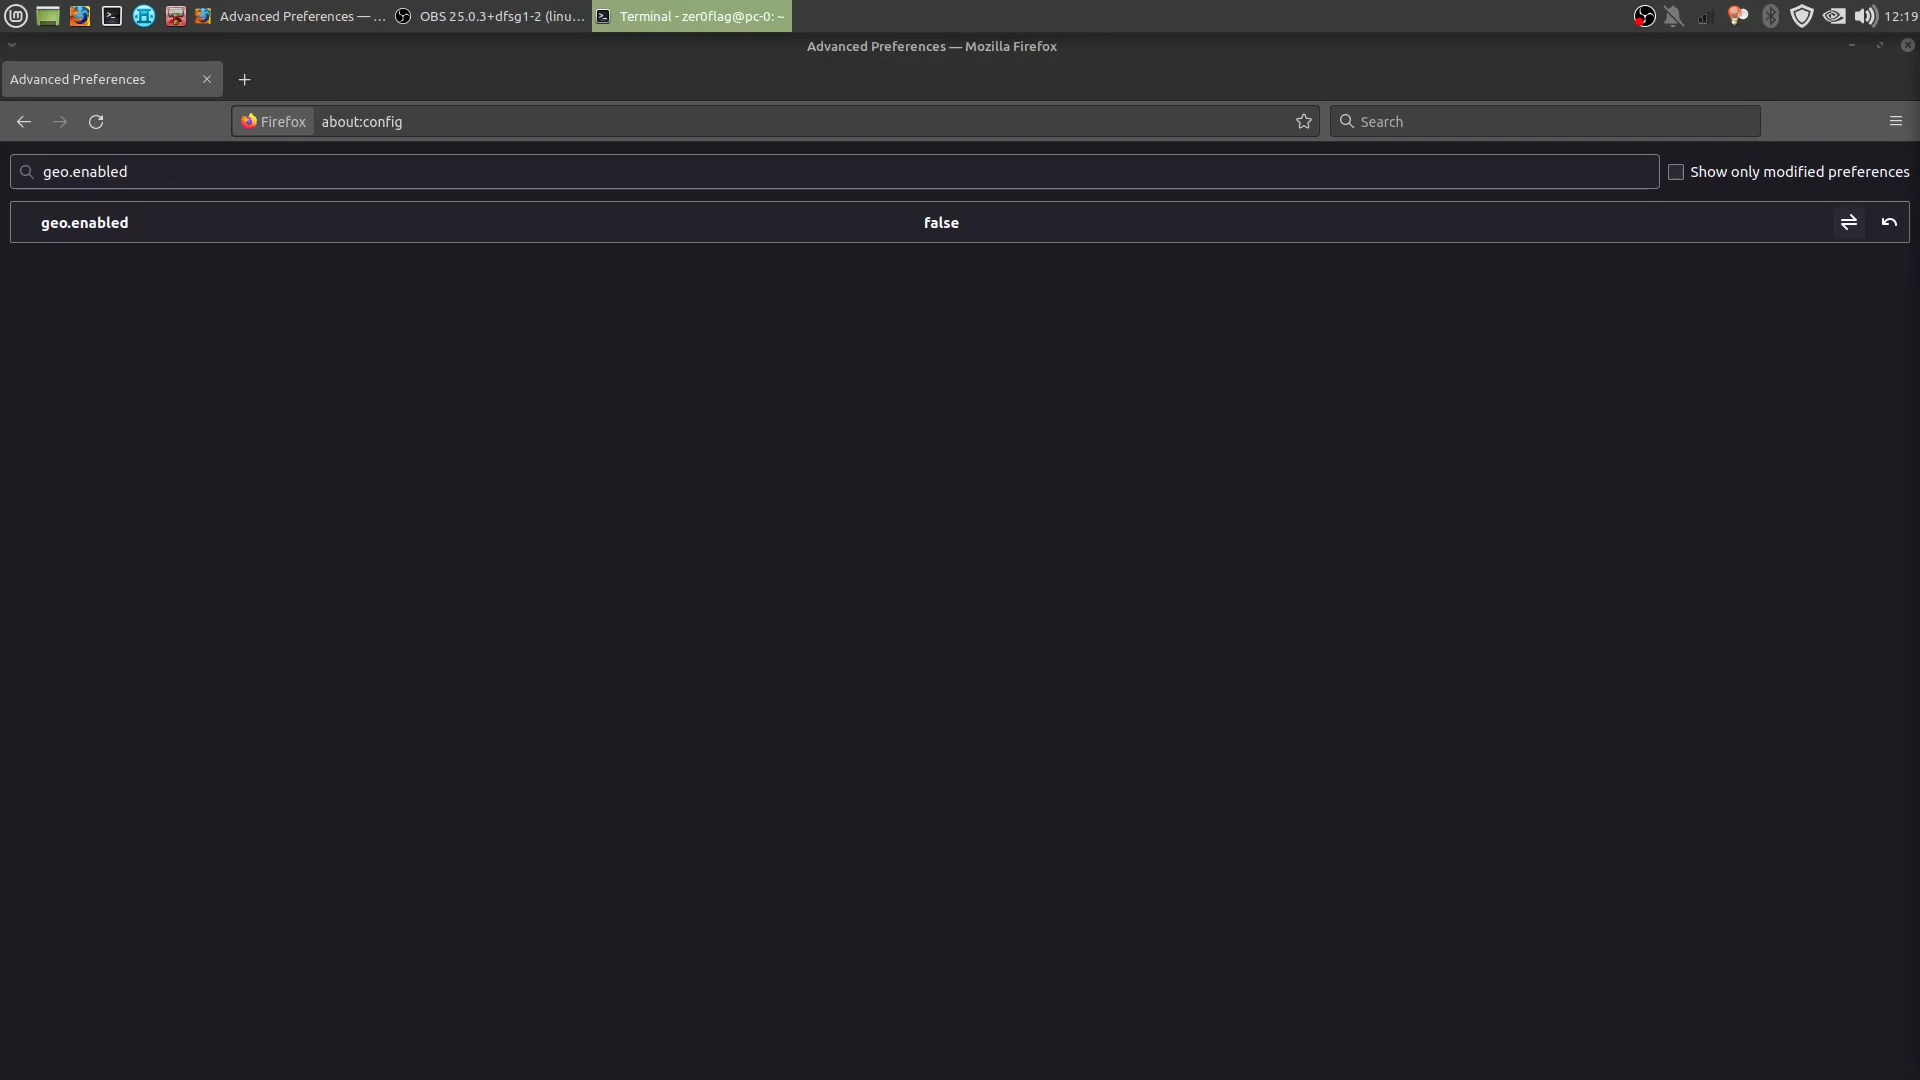 Advanced Preferences — ... OBS 25.0.3+dfsg1-2 (linu... Terminal - zer0flag@pc-0: ~ 12:19
Advanced Preferences — Mozilla Firefox
Advanced Preferences
Firefox about:config Search
geo.enabled Show only modified preferences
geo.enabled false